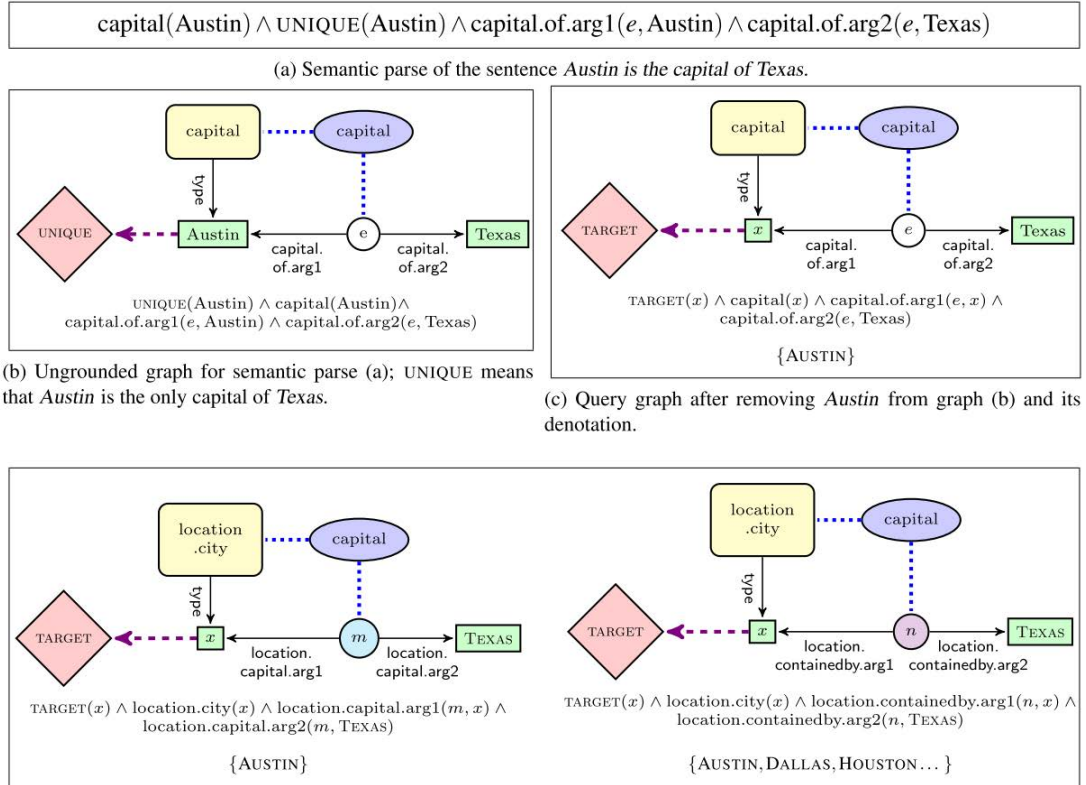 capital(Austin) ∧ UNIQUE(Austin) ∧ capital.of.arg1(e, Austin) ∧ capital.of.arg2(e, Texas)
(a) Semantic parse of the sentence Austin is the capital of Texas.
capital
capital
type
UNIQUE
Austin
e
Texas
capital.
of.arg1
capital.
of.arg2
UNIQUE(Austin) ∧ capital(Austin)∧
capital.of.arg1(e, Austin) ∧ capital.of.arg2(e, Texas)
(b) Ungrounded graph for semantic parse (a); UNIQUE means
that Austin is the only capital of Texas.
capital
capital
type
TARGET
x
e
Texas
capital.
of.arg1
capital.
of.arg2
TARGET(x) ∧ capital(x) ∧ capital.of.arg1(e, x) ∧
capital.of.arg2(e, Texas)
{AUSTIN}
(c) Query graph after removing Austin from graph (b) and its
denotation.
location
.city
capital
type
TARGET
x
m
TEXAS
location.
capital.arg1
location.
capital.arg2
TARGET(x) ∧ location.city(x) ∧ location.capital.arg1(m, x) ∧
location.capital.arg2(m, TEXAS)
{AUSTIN}
location
.city
capital
type
TARGET
x
n
TEXAS
location.
containedby.arg1
location.
containedby.arg2
TARGET(x) ∧ location.city(x) ∧ location.containedby.arg1(n, x) ∧
location.containedby.arg2(n, TEXAS)
{AUSTIN, DALLAS, HOUSTON...}